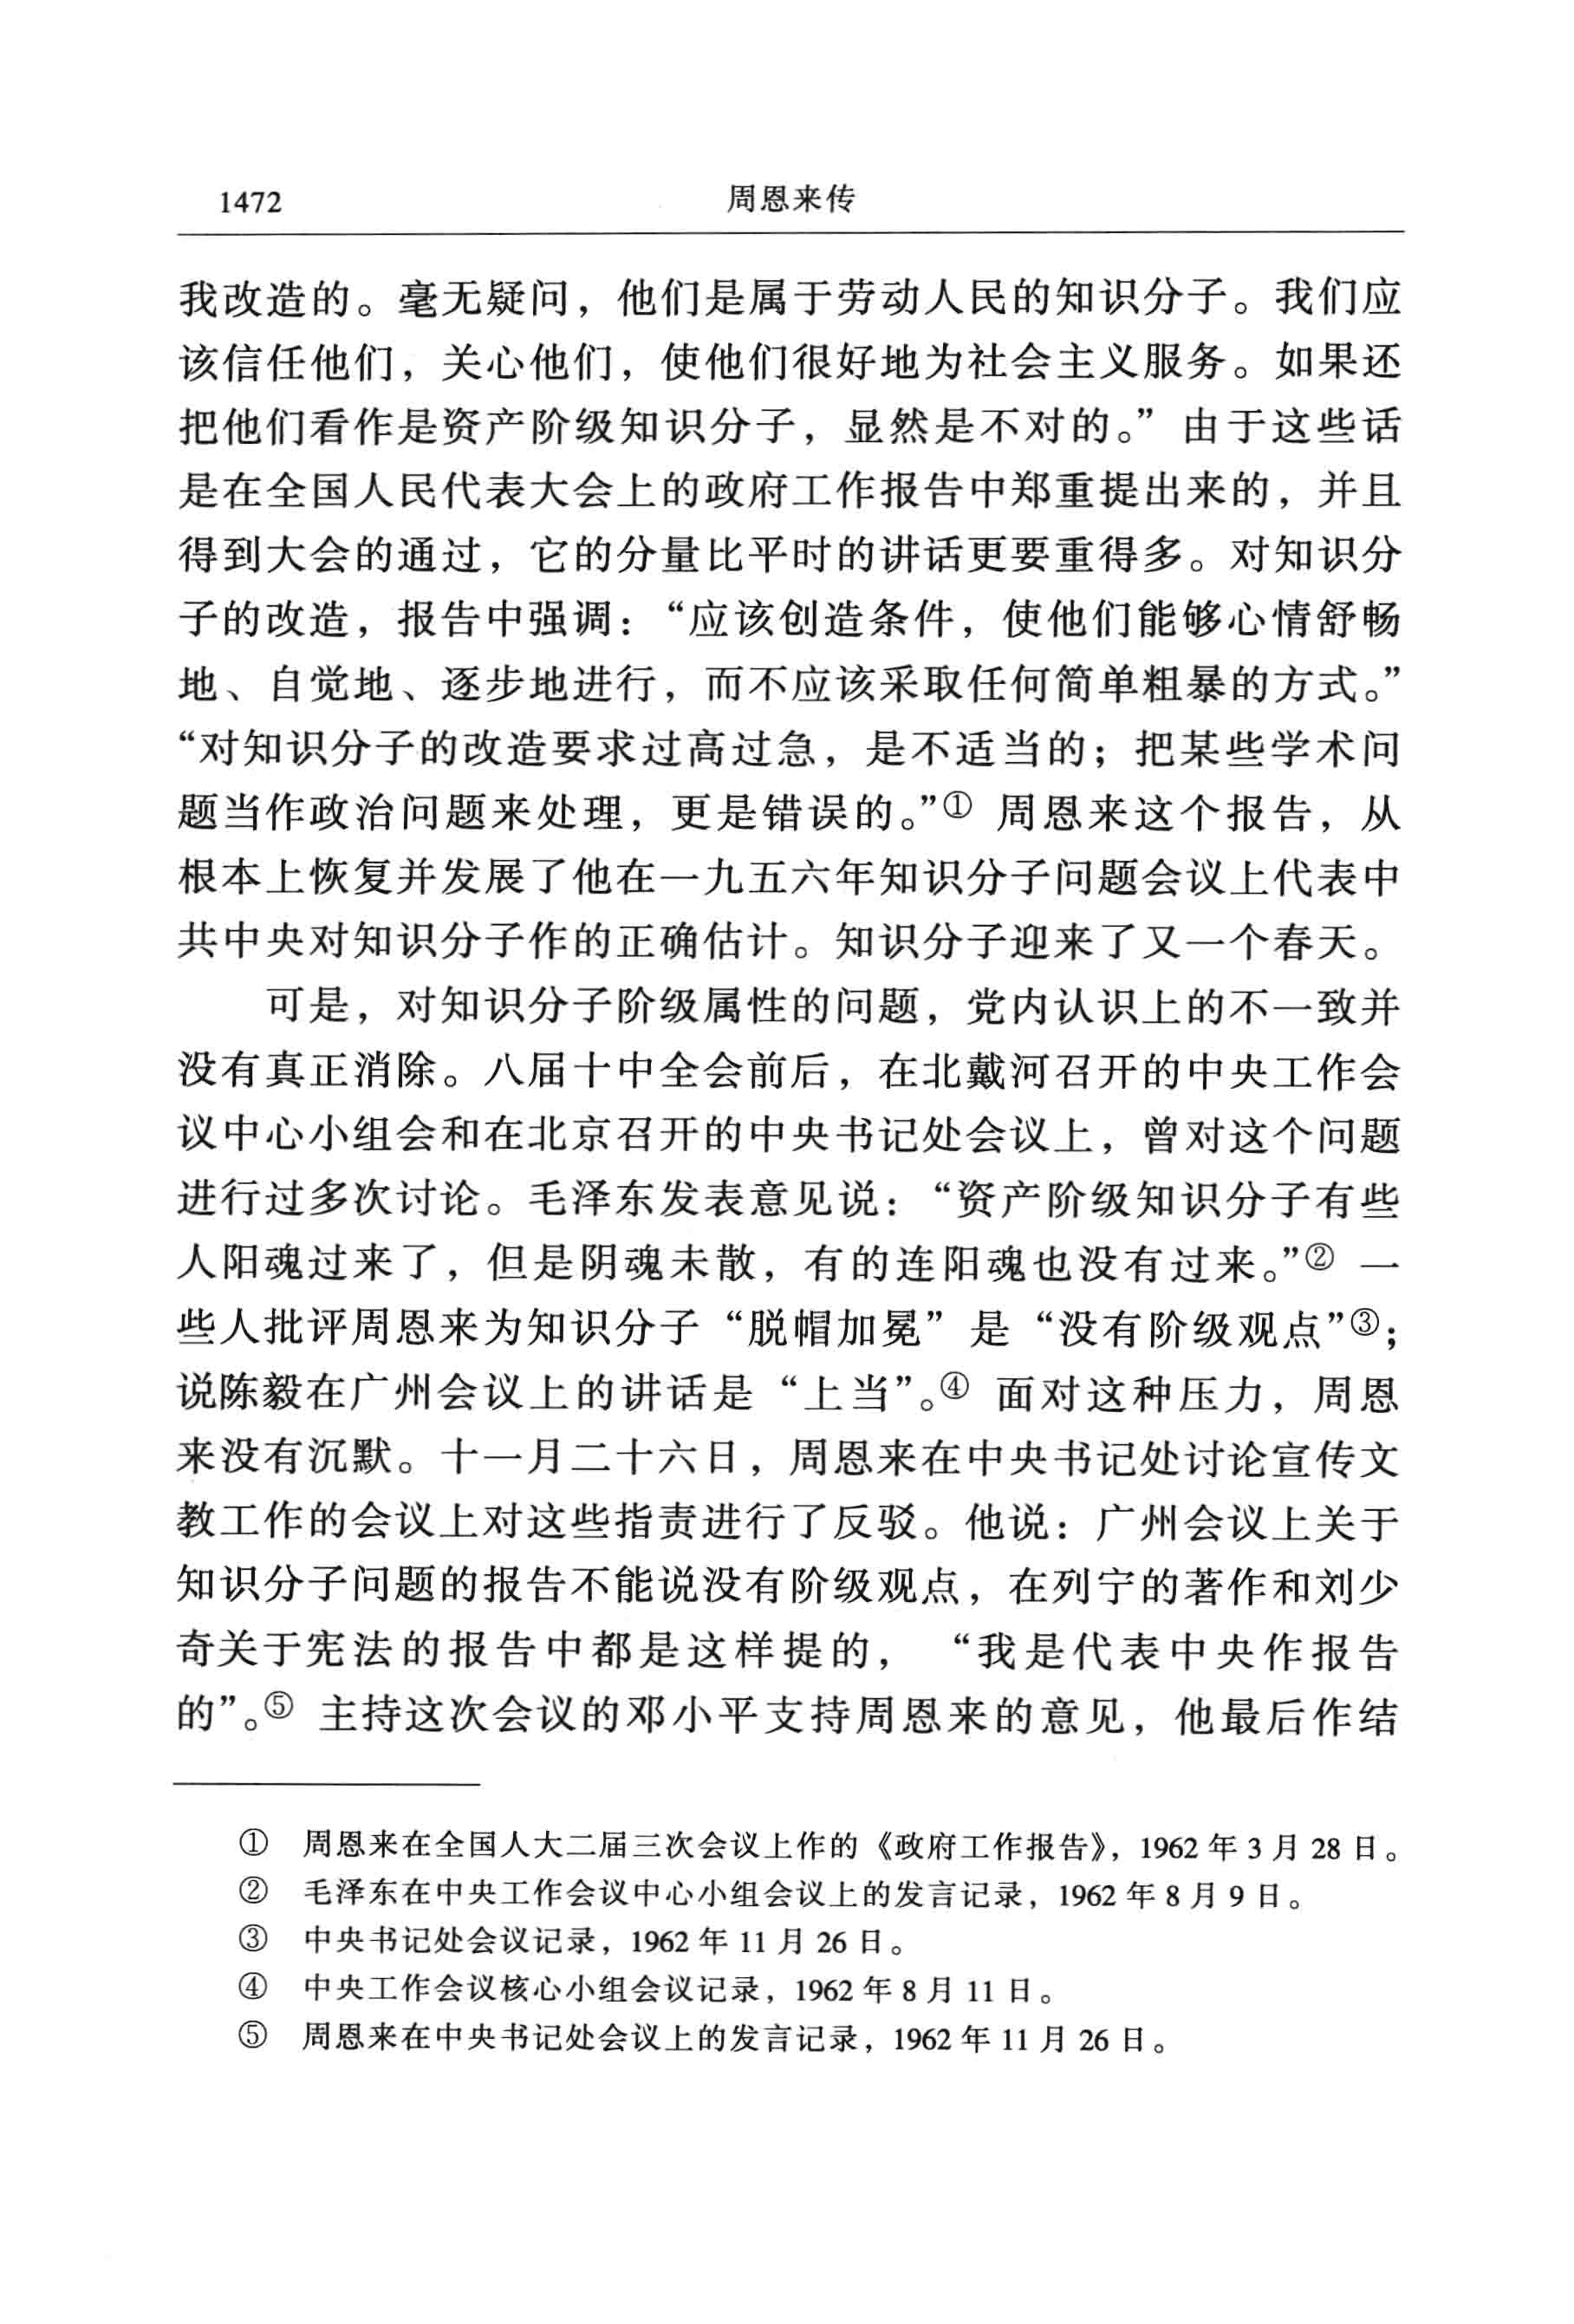 1472 周恩来传
我改造的。毫无疑问，他们是属于劳动人民的知识分子。我们应
该信任他们，关心他们，使他们很好地为社会主义服务。如果还
把他们看作是资产阶级知识分子，显然是不对的。”由于这些话
是在全国人民代表大会上的政府工作报告中郑重提出来的，并且
得到大会的通过，它的分量比平时的讲话更要重得多。对知识分
子的改造，报告中强调：“应该创造条件，使他们能够心情舒畅
地、自觉地、逐步地进行，而不应该采取任何简单粗暴的方式。”
“对知识分子的改造要求过高过急，是不适当的；把某些学术问
题当作政治问题来处理，更是错误的。”① 周恩来这个报告，从
根本上恢复并发展了他在一九五六年知识分子问题会议上代表中
共中央对知识分子作的正确估计。知识分子迎来了又一个春天。
可是，对知识分子阶级属性的问题，党内认识上的不一致并
没有真正消除。八届十中全会前后，在北戴河召开的中央工作会
议中心小组会和在北京召开的中央书记处会议上，曾对这个问题
进行过多次讨论。毛泽东发表意见说：“资产阶级知识分子有些
人阳魂过来了，但是阴魂未散，有的连阳魂也没有过来。”② 一
些人批评周恩来为知识分子“脱帽加冕”是“没有阶级观点”③；
说陈毅在广州会议上的讲话是“上当”。④ 面对这种压力，周恩
来没有沉默。十一月二十六日，周恩来在中央书记处讨论宣传文
教工作的会议上对这些指责进行了反驳。他说：广州会议上关于
知识分子问题的报告不能说没有阶级观点，在列宁的著作和刘少
奇关于宪法的报告中都是这样提的，“我是代表中央作报告
的”。⑤ 主持这次会议的邓小平支持周恩来的意见，他最后作结
① 周恩来在全国人大二届三次会议上作的《政府工作报告》，1962 年 3 月 28 日。
② 毛泽东在中央工作会议中心小组会议上的发言记录，1962 年 8 月 9 日。
③ 中央书记处会议记录，1962 年 11 月 26 日。
④ 中央工作会议核心小组会议记录，1962 年 8 月 11 日。
⑤ 周恩来在中央书记处会议上的发言记录，1962 年 11 月 26 日。